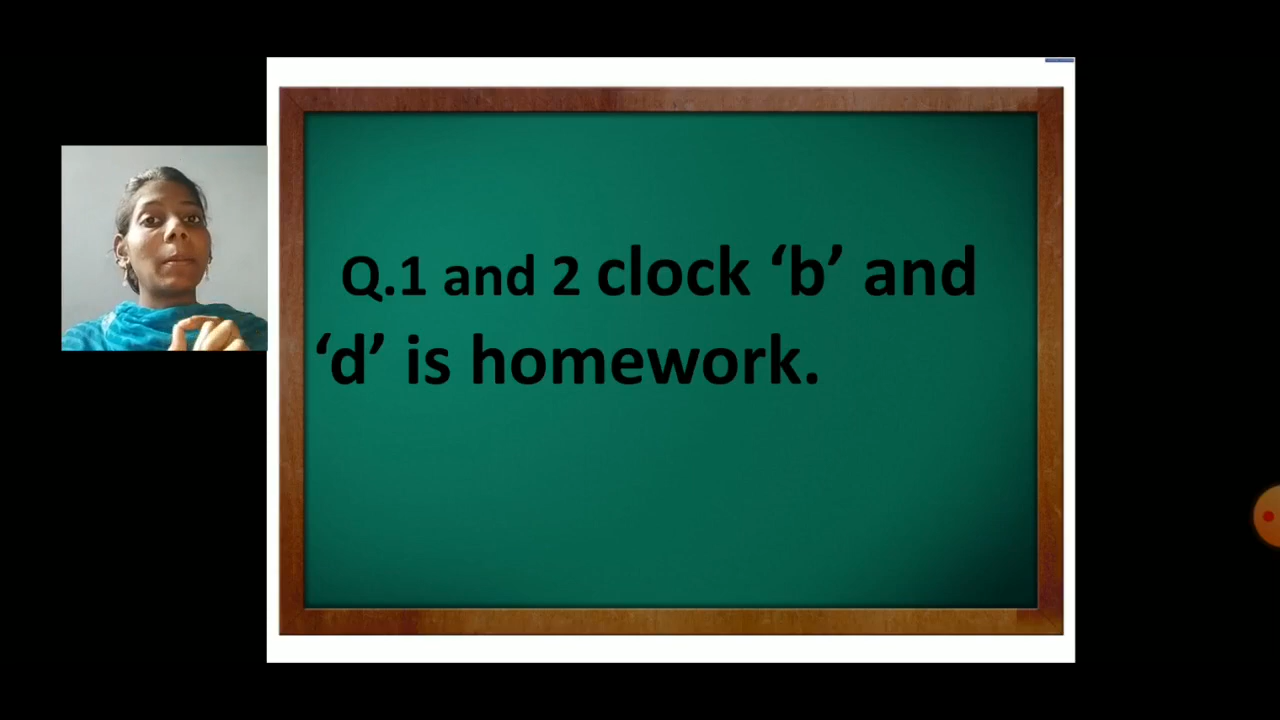 Q.1 and 2 clock ‘b’ and
‘d’ is homework.